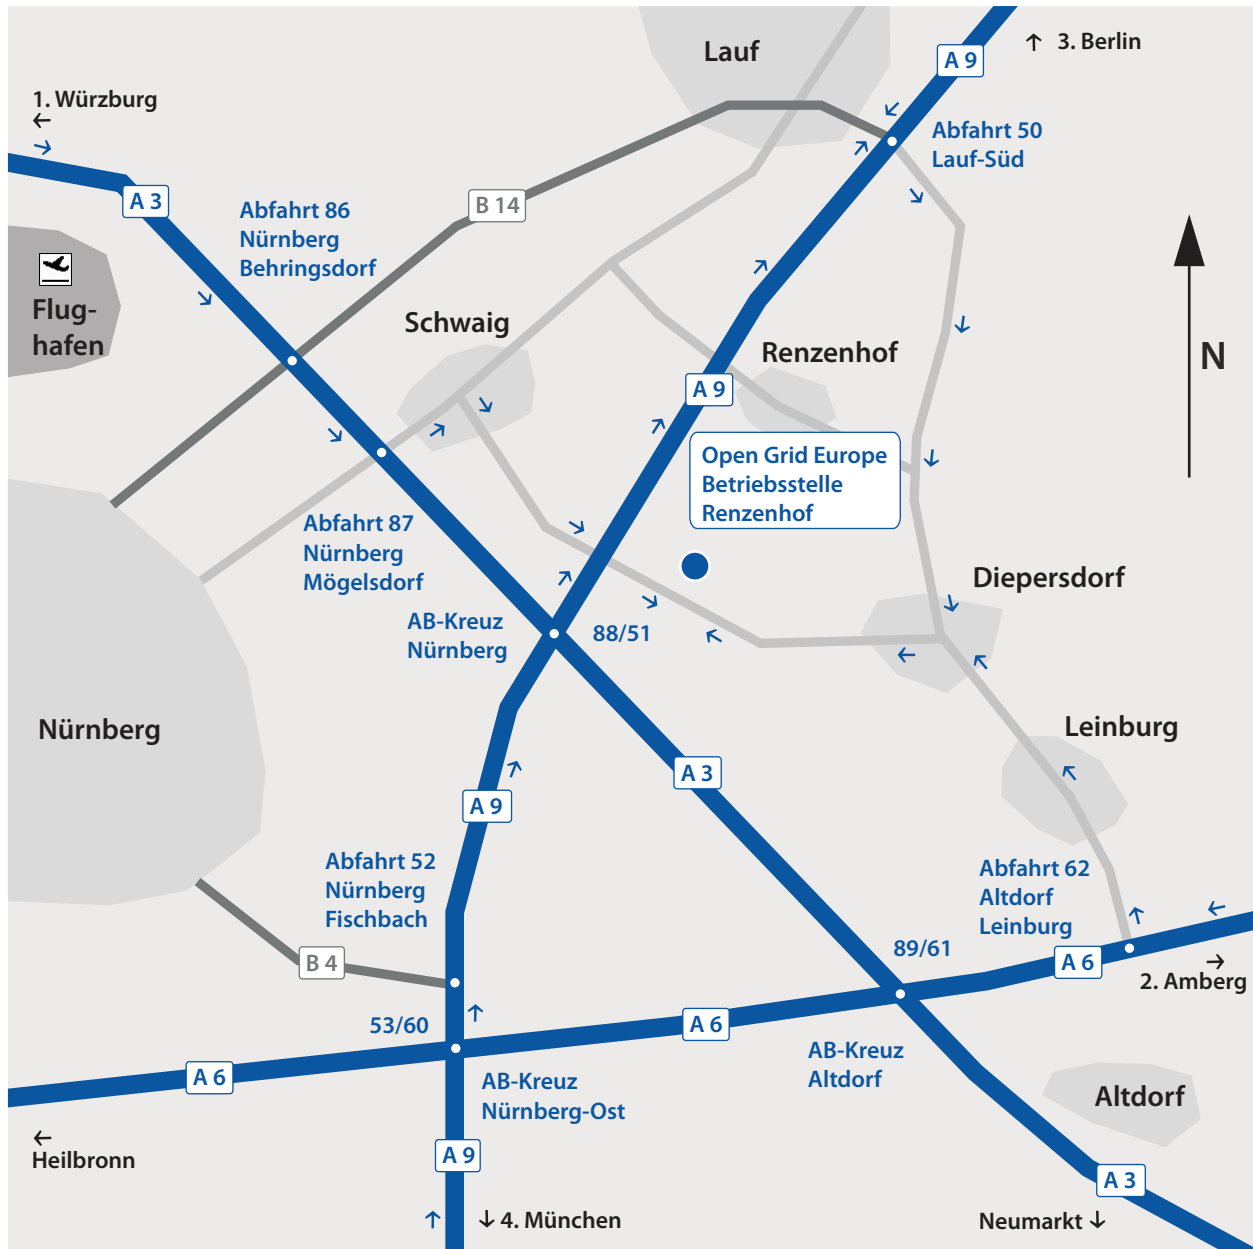 Lauf
A 9
↑ 3. Berlin
1. Würzburg
←
Abfahrt 50
Lauf-Süd
A 3
B 14
Abfahrt 86
Nürnberg
Behringsdorf
Flug-
hafen
Schwaig
Renzenhof
N
A 9
Open Grid Europe
Betriebsstelle
Renzenhof
Abfahrt 87
Nürnberg
Mögelsdorf
Diepersdorf
AB-Kreuz
Nürnberg
88/51
Nürnberg
Leinburg
A 3
A 9
Abfahrt 52
Nürnberg
Fischbach
Abfahrt 62
Altdorf
Leinburg
89/61
B 4
A 6
→
2. Amberg
53/60
A 6
AB-Kreuz
Altdorf
A 6
AB-Kreuz
Nürnberg-Ost
Altdorf
←
Heilbronn
A 9
A 3
↓ 4. München
Neumarkt ↓